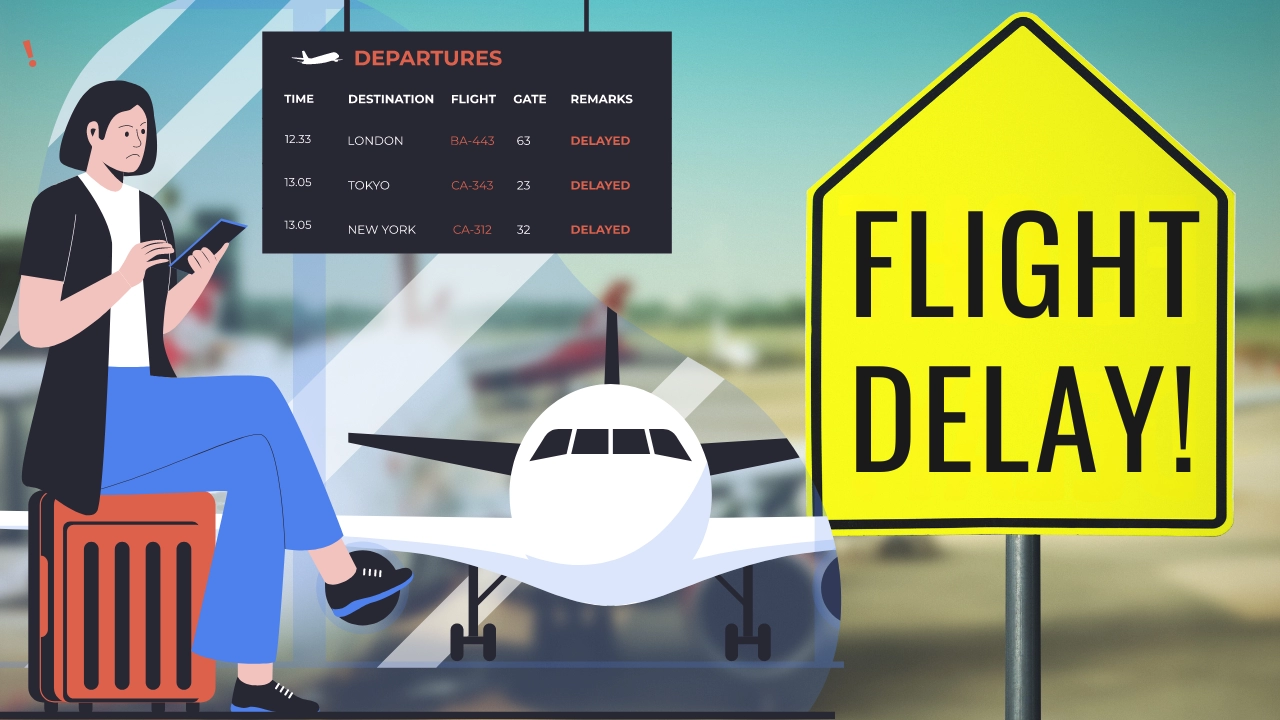 !
DEPARTURES
TIME DESTINATION FLIGHT GATE REMARKS
12.33 LONDON BA-443 63 DELAYED
13.05 TOKYO CA-343 23 DELAYED
13.05 NEW YORK CA-312 32 DELAYED
FLIGHT
DELAY!